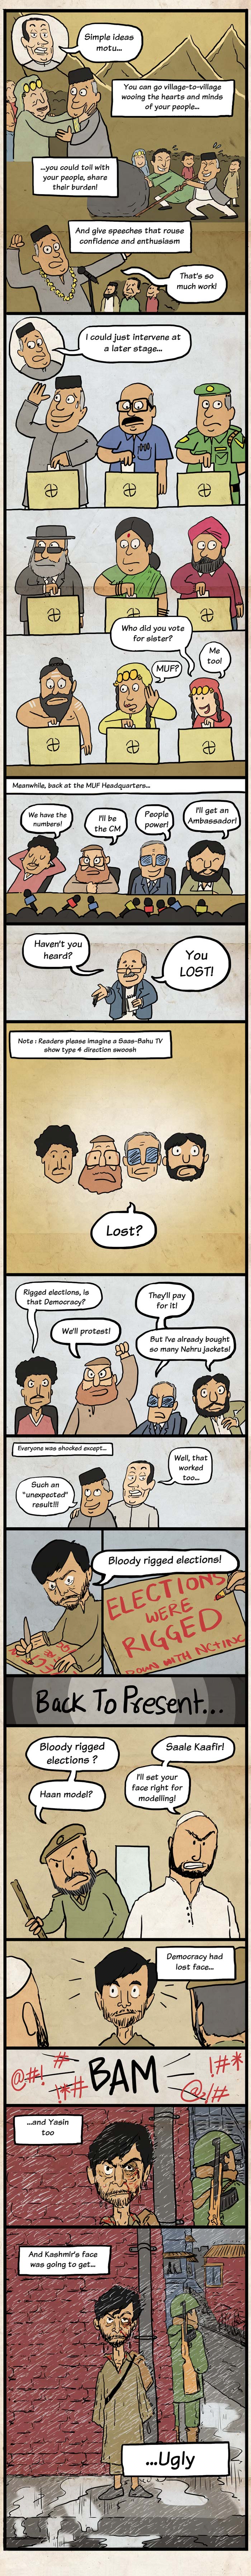 Simple ideas
motu...
You can go village-to-village
wooing the hearts and minds
of your people...
...you could toil with
your people, share
their burden!
And give speeches that rouse
confidence and enthusiasm
That's so
much work!
I could just intervene at
a later stage...
Who did you vote
for sister?
MUF?
Me
too!
Meanwhile, back at the MUF Headquarters...
We have the
numbers!
I'll be
the CM
People
power!
I'll get an
Ambassador!
Haven't you
heard?
You
LOST!
Note : Readers please imagine a Saas-Bahu TV
show type 4 direction swoosh
Lost?
Rigged elections, is
that Democracy?
They'll pay
for it!
We'll protest!
But I've already bought
so many Nehru jackets!
Everyone was shocked except...
Well, that
worked
too...
Such an
"unexpected"
result!!!
Bloody rigged elections!
ELECTIONS
WERE
RIGGED
DOWN WITH NC+INC
BACK TO PRESENT...
Bloody rigged
elections ?
Saale Kaafir!
Haan model?
I'll set your
face right for
modelling!
Democracy had
lost face...
@#! # !*# BAM !#* @!#
...and Yasin
too
And Kashmir's face
was going to get...
...Ugly